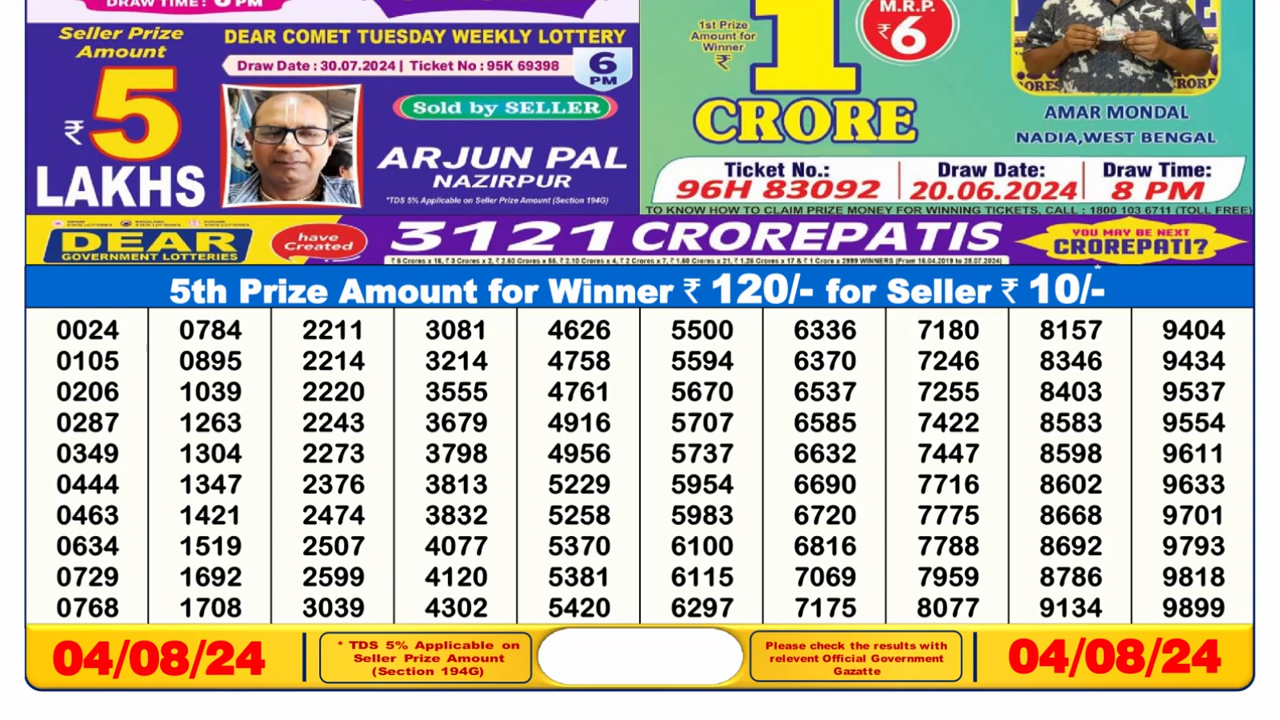 DRAW TIME: 6 PM
Seller Prize
Amount
₹5
LAKHS
DEAR COMET TUESDAY WEEKLY LOTTERY
Draw Date : 30.07.2024 | Ticket No : 95K 69398
6
PM
Sold by SELLER
ARJUN PAL
NAZIRPUR
*TDS 5% Applicable on Seller Prize Amount (Section 194G)
1st Prize
Amount for
Winner
₹
1
CRORE
M.R.P.
₹6
AMAR MONDAL
NADIA,WEST BENGAL
Ticket No.: Draw Date: Draw Time:
96H 83092 20.06.2024 8 PM
TO KNOW HOW TO CLAIM PRIZE MONEY FOR WINNING TICKETS, CALL : 1800 103 6711 (TOLL FREE)
DEAR
GOVERNMENT LOTTERIES
have
Created
3121 CROREPATIS
YOU MAY BE NEXT
CROREPATI?
5th Prize Amount for Winner ₹ 120/- for Seller ₹ 10/-*
0024 0784 2211 3081 4626 5500 6336 7180 8157 9404
0105 0895 2214 3214 4758 5594 6370 7246 8346 9434
0206 1039 2220 3555 4761 5670 6537 7255 8403 9537
0287 1263 2243 3679 4916 5707 6585 7422 8583 9554
0349 1304 2273 3798 4956 5737 6632 7447 8598 9611
0444 1347 2376 3813 5229 5954 6690 7716 8602 9633
0463 1421 2474 3832 5258 5983 6720 7775 8668 9701
0634 1519 2507 4077 5370 6100 6816 7788 8692 9793
0729 1692 2599 4120 5381 6115 7069 7959 8786 9818
0768 1708 3039 4302 5420 6297 7175 8077 9134 9899
04/08/24
* TDS 5% Applicable on
Seller Prize Amount
(Section 194G)
Please check the results with
relevent Official Government
Gazatte
04/08/24